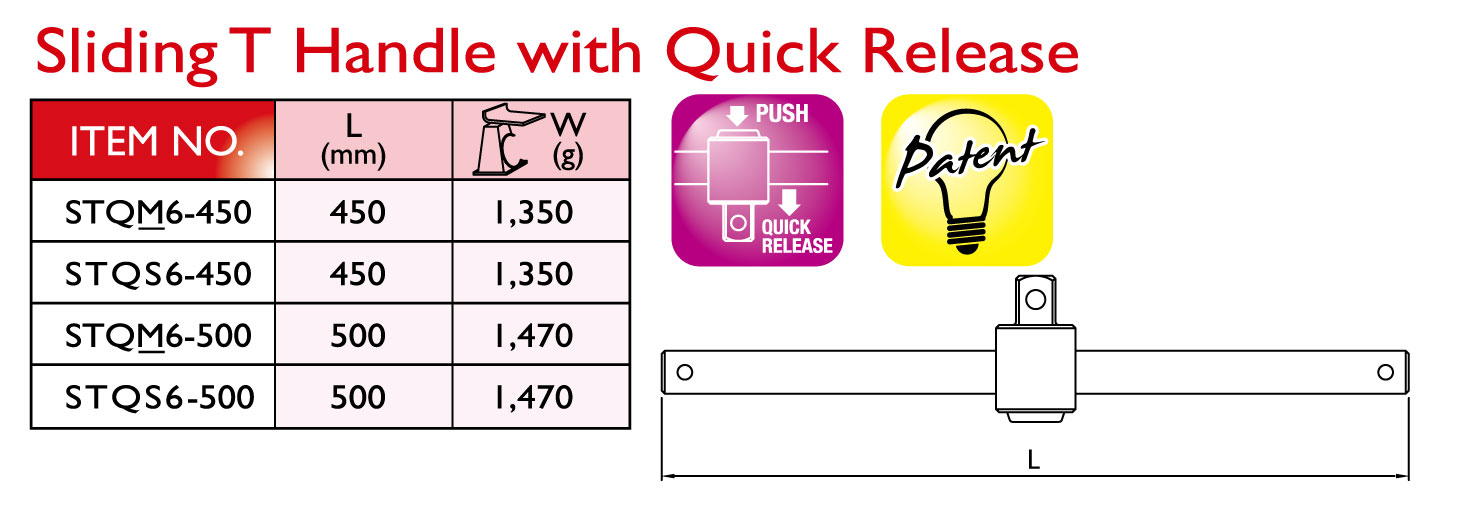 Sliding T Handle with Quick Release
ITEM NO. L (mm) W (g)
STQM6-450 450 1,350
STQS6-450 450 1,350
STQM6-500 500 1,470
STQS6-500 500 1,470
PUSH
QUICK
RELEASE
Patent
L